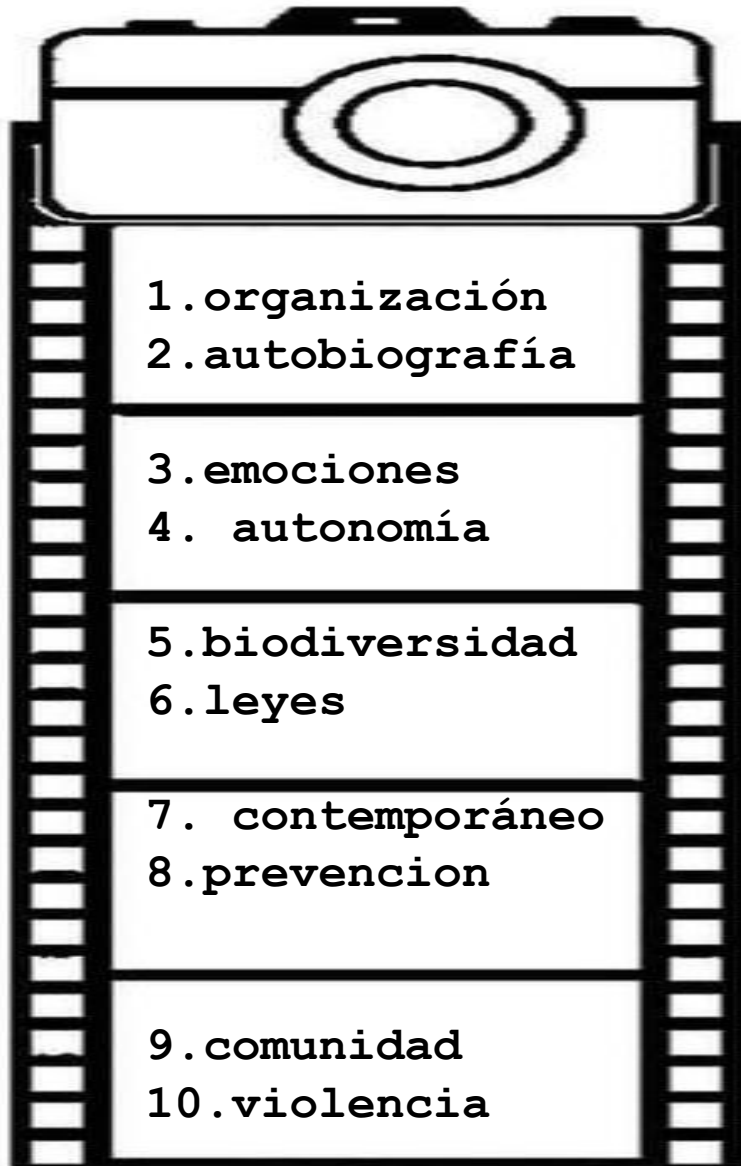 1.organización
2.autobiografía
3.emociones
4. autonomía
5.biodiversidad
6.leyes
7. contemporáneo
8.prevencion
9.comunidad
10.violencia